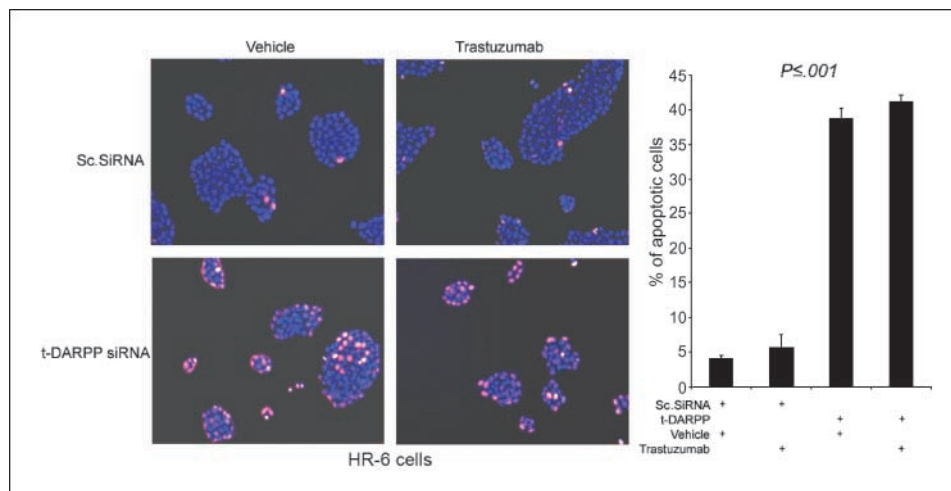 Vehicle
Trastuzumab
Sc.SiRNA
t-DARPP siRNA
HR-6 cells
P≤.001
% of apoptotic cells
45
40
35
30
25
20
15
10
5
0
Sc.SiRNA + +
t-DARPP + +
Vehicle + +
Trastuzumab + +